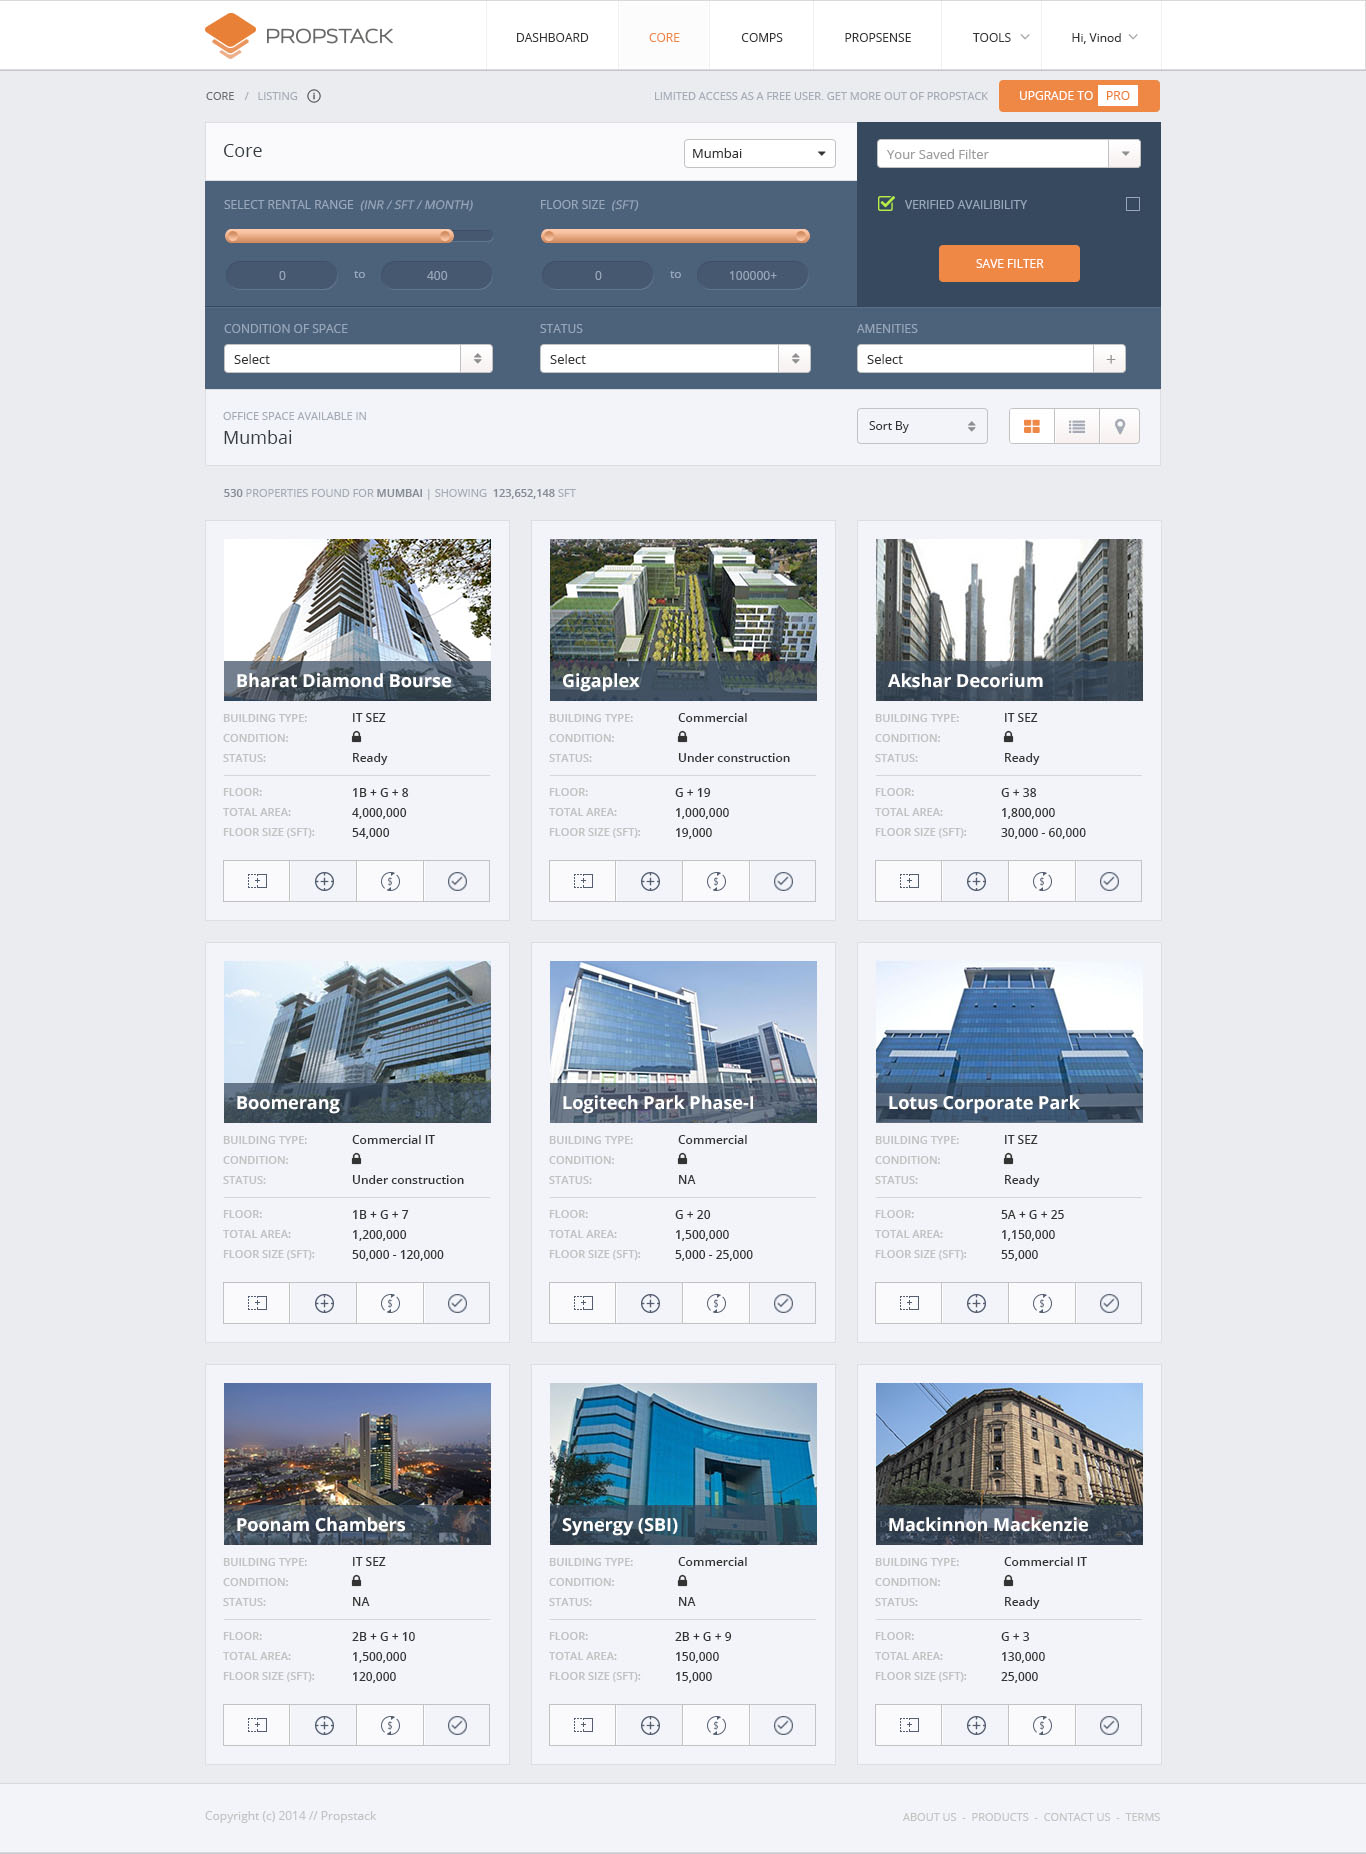 PROPSTACK
DASHBOARD
CORE
COMPS
PROPSENSE
TOOLS
Hi, Vinod
CORE / LISTING
LIMITED ACCESS AS A FREE USER. GET MORE OUT OF PROPSTACK
UPGRADE TO PRO
Core
Mumbai
Your Saved Filter
SELECT RENTAL RANGE (INR / SFT / MONTH)
0 to 400
FLOOR SIZE (SFT)
0 to 100000+
VERIFIED AVAILIBILITY
SAVE FILTER
CONDITION OF SPACE
Select
STATUS
Select
AMENITIES
Select
OFFICE SPACE AVAILABLE IN
Mumbai
Sort By
530 PROPERTIES FOUND FOR MUMBAI | SHOWING 123,652,148 SFT
Bharat Diamond Bourse
BUILDING TYPE: IT SEZ
CONDITION:
STATUS: Ready
FLOOR: 1B + G + 8
TOTAL AREA: 4,000,000
FLOOR SIZE (SFT): 54,000
Gigaplex
BUILDING TYPE: Commercial
CONDITION:
STATUS: Under construction
FLOOR: G + 19
TOTAL AREA: 1,000,000
FLOOR SIZE (SFT): 19,000
Akshar Decorium
BUILDING TYPE: IT SEZ
CONDITION:
STATUS: Ready
FLOOR: G + 38
TOTAL AREA: 1,800,000
FLOOR SIZE (SFT): 30,000 - 60,000
Boomerang
BUILDING TYPE: Commercial IT
CONDITION:
STATUS: Under construction
FLOOR: 1B + G + 7
TOTAL AREA: 1,200,000
FLOOR SIZE (SFT): 50,000 - 120,000
Logitech Park Phase-I
BUILDING TYPE: Commercial
CONDITION:
STATUS: NA
FLOOR: G + 20
TOTAL AREA: 1,500,000
FLOOR SIZE (SFT): 5,000 - 25,000
Lotus Corporate Park
BUILDING TYPE: IT SEZ
CONDITION:
STATUS: Ready
FLOOR: 5A + G + 25
TOTAL AREA: 1,150,000
FLOOR SIZE (SFT): 55,000
Poonam Chambers
BUILDING TYPE: IT SEZ
CONDITION:
STATUS: NA
FLOOR: 2B + G + 10
TOTAL AREA: 1,500,000
FLOOR SIZE (SFT): 120,000
Synergy (SBI)
BUILDING TYPE: Commercial
CONDITION:
STATUS: NA
FLOOR: 2B + G + 9
TOTAL AREA: 150,000
FLOOR SIZE (SFT): 15,000
Mackinnon Mackenzie
BUILDING TYPE: Commercial IT
CONDITION:
STATUS: Ready
FLOOR: G + 3
TOTAL AREA: 130,000
FLOOR SIZE (SFT): 25,000
Copyright (c) 2014 // Propstack
ABOUT US - PRODUCTS - CONTACT US - TERMS